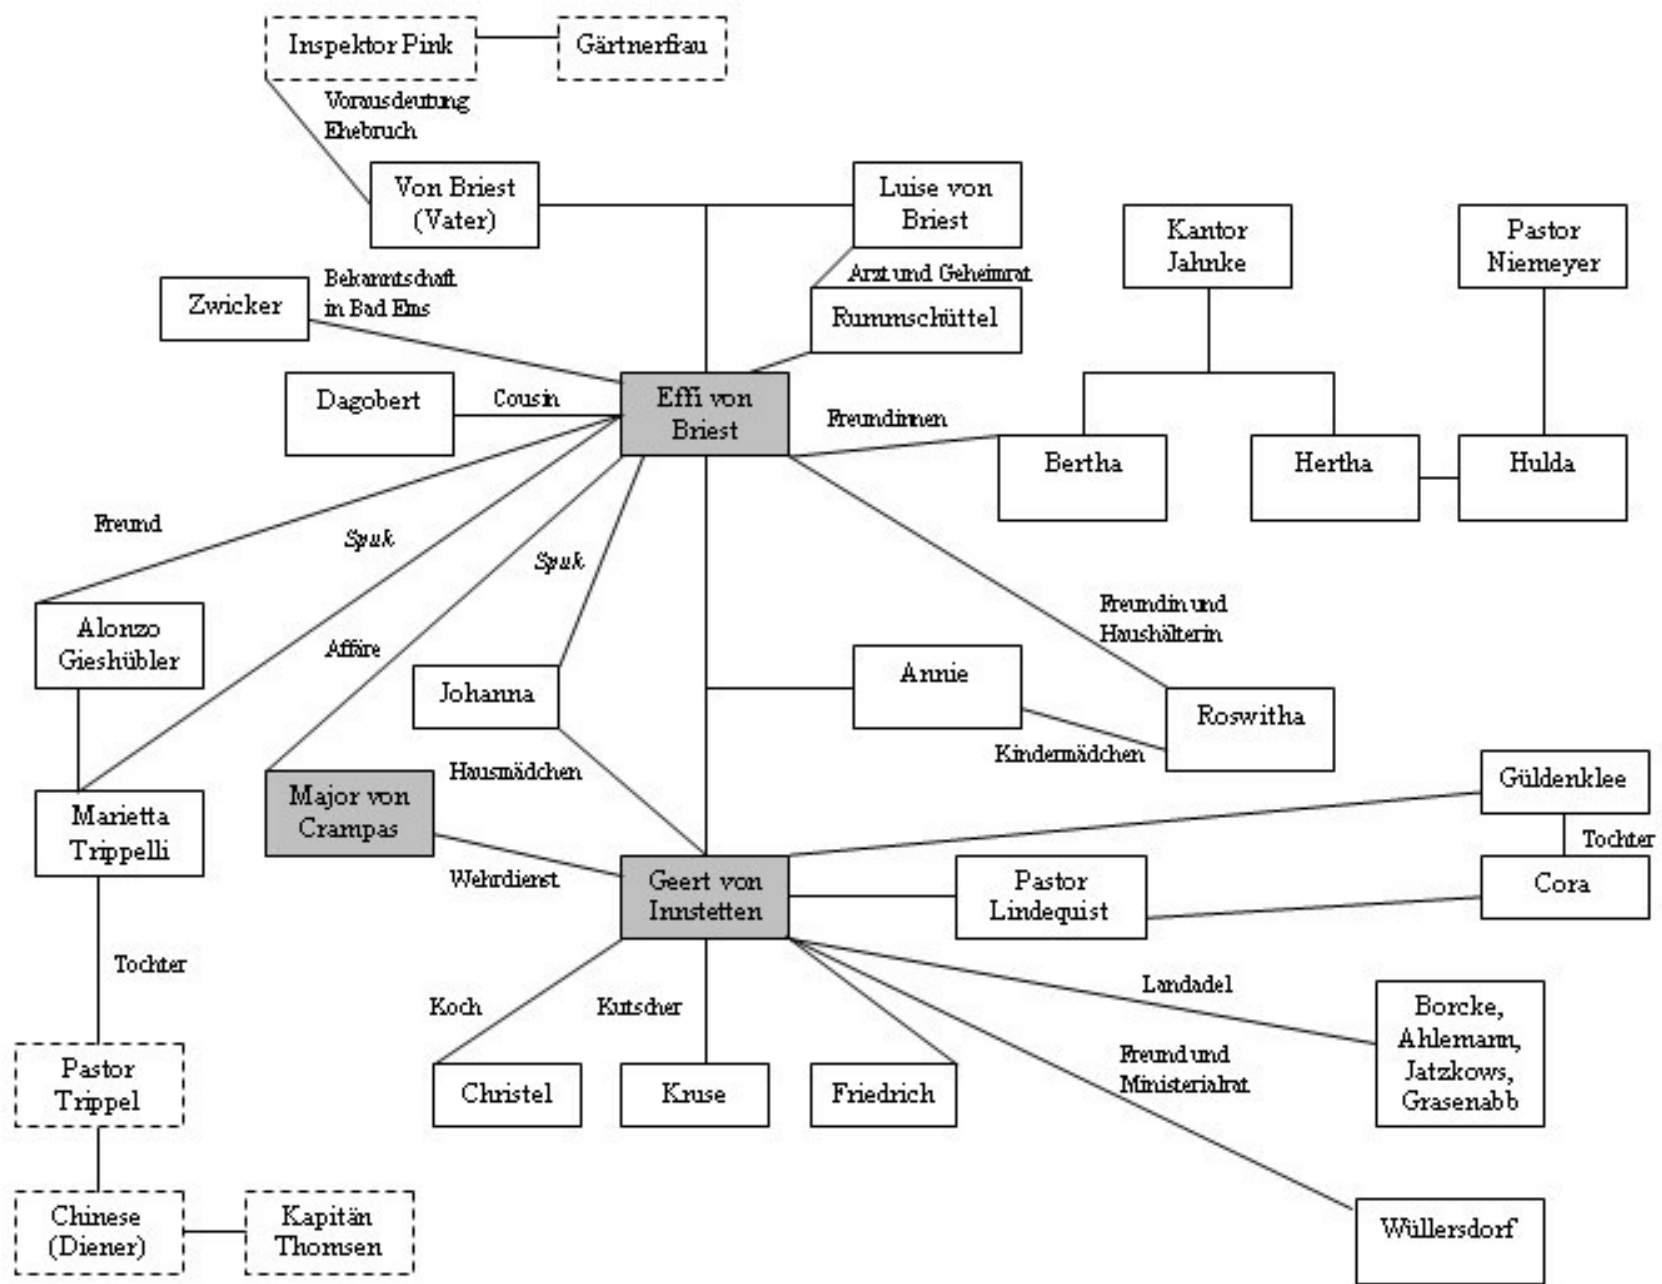 Inspektor Pink
Gärtnerfrau
Vorausdeutung
Ehebruch
Von Briest
(Vater)
Luise von
Briest
Kantor
Jahnke
Pastor
Niemeyer
Zwicker
Bekanntschaft
in Bad Ems
Arzt und Geheimrat
Rummschüttel
Dagobert
Cousin
Effi von
Briest
Freundinnen
Bertha
Hertha
Hulda
Freund
Spuk
Spuk
Alonzo
Gieshübler
Affäre
Johanna
Annie
Freundin und
Haushälterin
Roswitha
Kindermädchen
Hausmädchen
Major von
Crampas
Marietta
Trippelli
Güldenklee
Tochter
Cora
Wehrdienst
Geert von
Innstetten
Pastor
Lindequist
Tochter
Koch
Kutscher
Landadel
Borcke,
Ahlemann,
Jatzkows,
Grasenabb
Freund und
Ministerialrat
Pastor
Trippel
Christel
Kruse
Friedrich
Chinese
(Diener)
Kapitän
Thomsen
Wüllersdorf